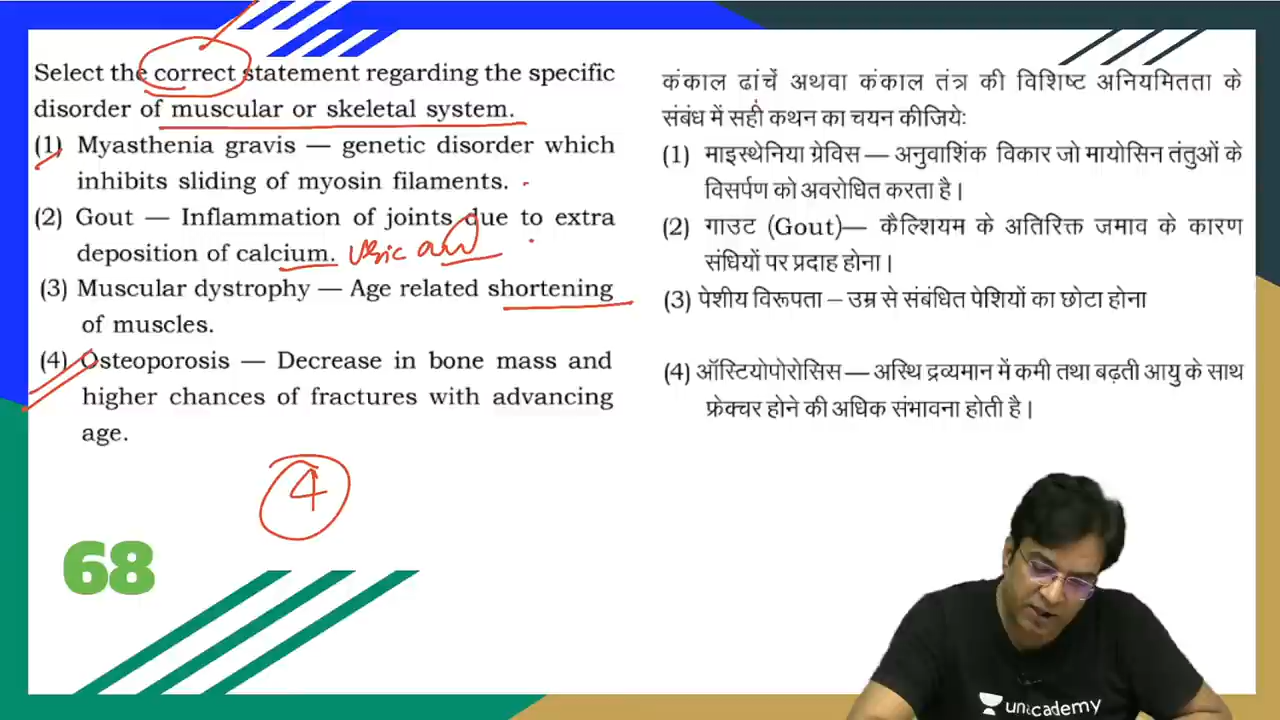 Select the correct statement regarding the specific
disorder of muscular or skeletal system.
(1) Myasthenia gravis — genetic disorder which
inhibits sliding of myosin filaments.
(2) Gout — Inflammation of joints due to extra
deposition of calcium. Uric acid
(3) Muscular dystrophy — Age related shortening
of muscles.
(4) Osteoporosis — Decrease in bone mass and
higher chances of fractures with advancing
age.
4
68
कंकाल ढांचें अथवा कंकाल तंत्र की विशिष्ट अनियमितता के
संबंध में सही कथन का चयन कीजिये:
(1) माइस्थेनिया ग्रेविस — अनुवाशिंक विकार जो मायोसिन तंतुओं के
विसर्पण को अवरोधित करता है।
(2) गाउट (Gout)— कैल्शियम के अतिरिक्त जमाव के कारण
संधियों पर प्रदाह होना।
(3) पेशीय विरूपता – उम्र से संबंधित पेशियों का छोटा होना
(4) ऑस्टियोपोरोसिस — अस्थि द्रव्यमान में कमी तथा बढ़ती आयु के साथ
फ्रेक्चर होने की अधिक संभावना होती है।
unacademy